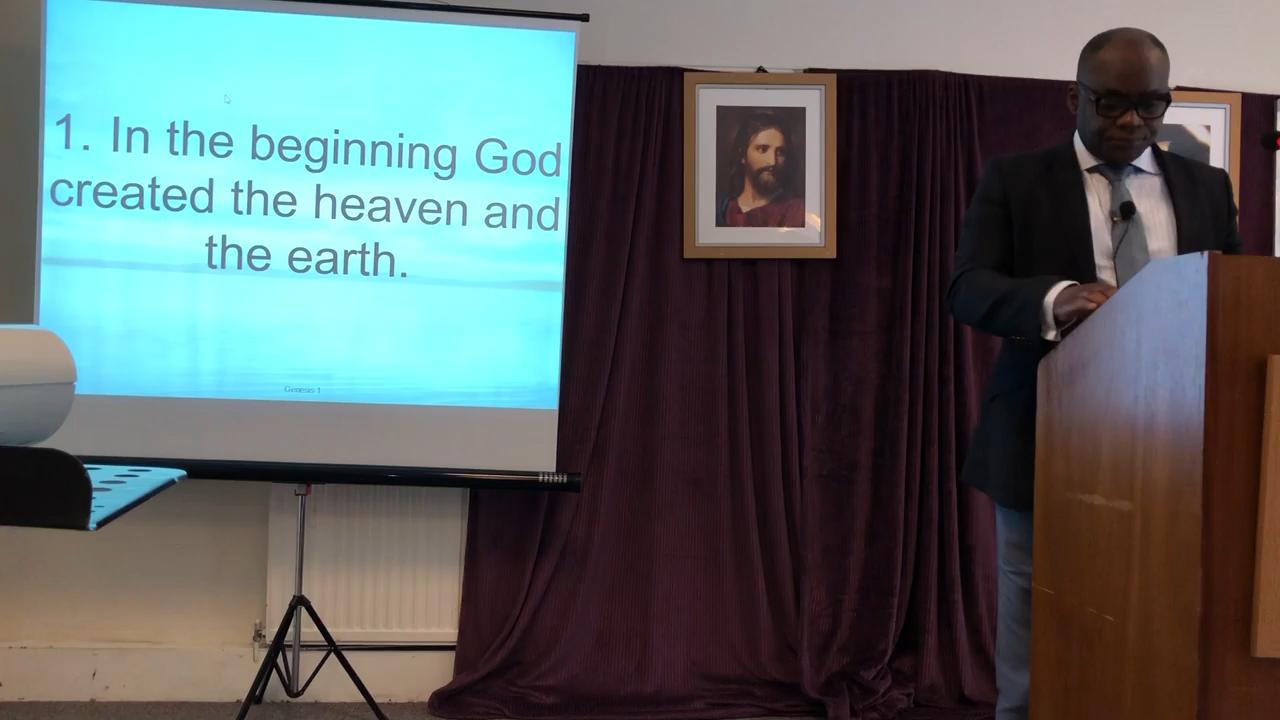 1. In the beginning God
created the heaven and
the earth.
Genesis 1